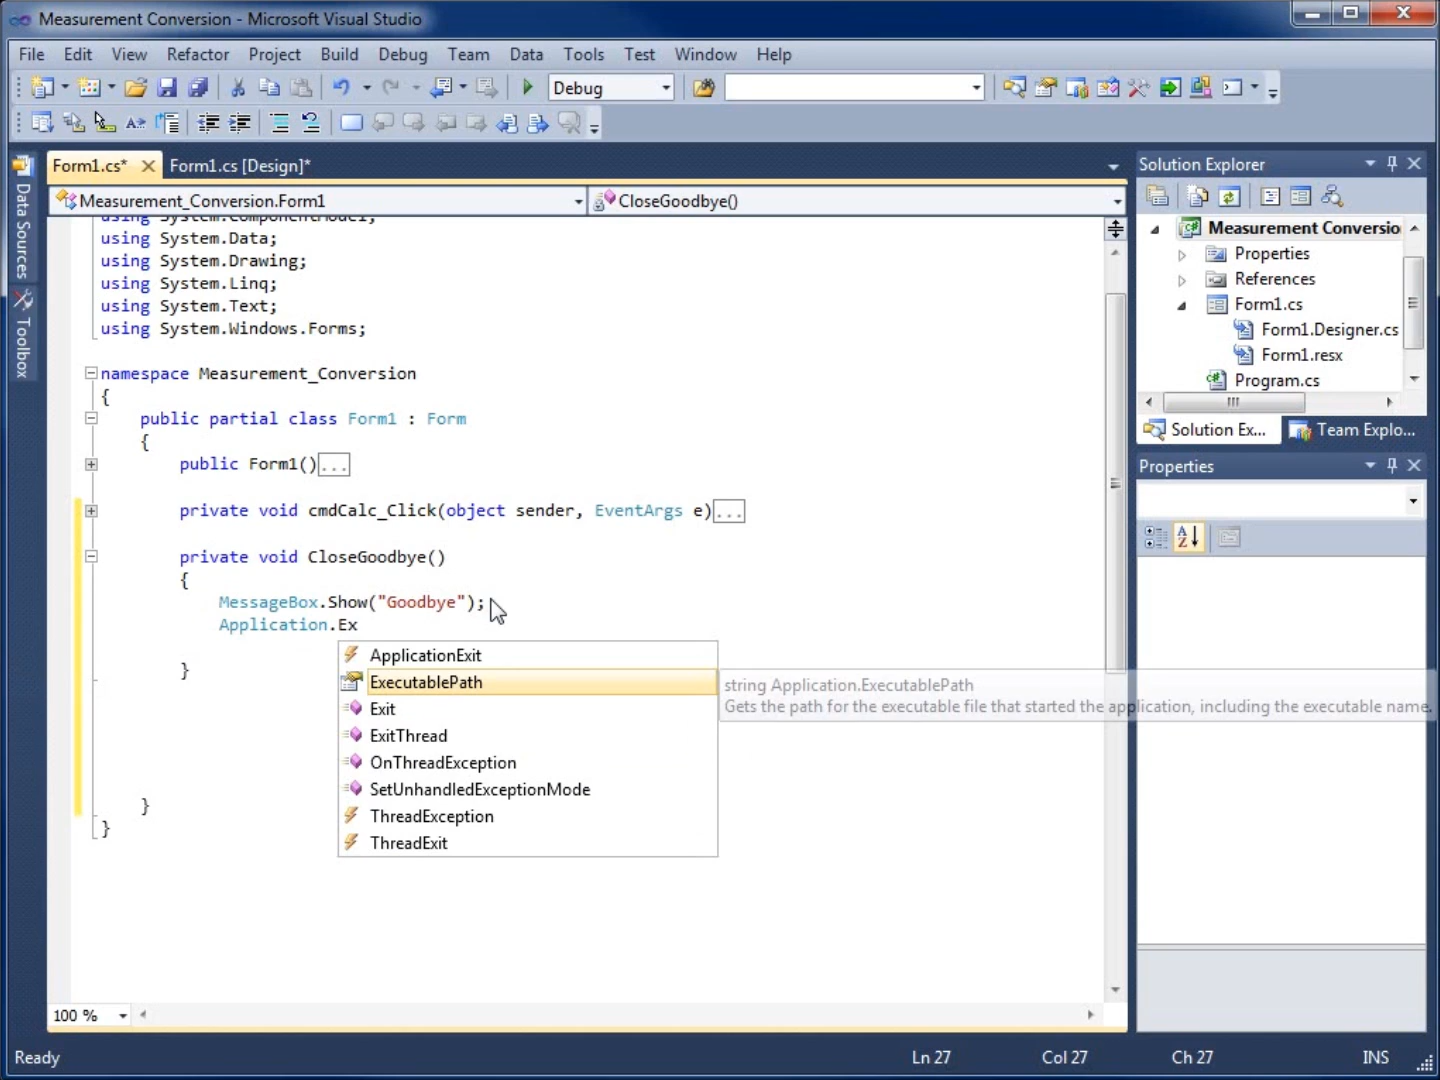 Measurement Conversion - Microsoft Visual Studio
File Edit View Refactor Project Build Debug Team Data Tools Test Window Help
Debug
Form1.cs* Form1.cs [Design]*
Measurement_Conversion.Form1 CloseGoodbye()
Data Sources
Toolbox
using System.ComponentModel;
using System.Data;
using System.Drawing;
using System.Linq;
using System.Text;
using System.Windows.Forms;
namespace Measurement_Conversion
{
public partial class Form1 : Form
{
public Form1()...
private void cmdCalc_Click(object sender, EventArgs e)...
private void CloseGoodbye()
{
MessageBox.Show("Goodbye");
Application.Ex
}
}
}
ApplicationExit
ExecutablePath
Exit
ExitThread
OnThreadException
SetUnhandledExceptionMode
ThreadException
ThreadExit
string Application.ExecutablePath
Gets the path for the executable file that started the application, including the executable name.
Solution Explorer
Measurement Conversio
Properties
References
Form1.cs
Form1.Designer.cs
Form1.resx
Program.cs
Solution Ex... Team Explo...
Properties
100 %
Ready Ln 27 Col 27 Ch 27 INS